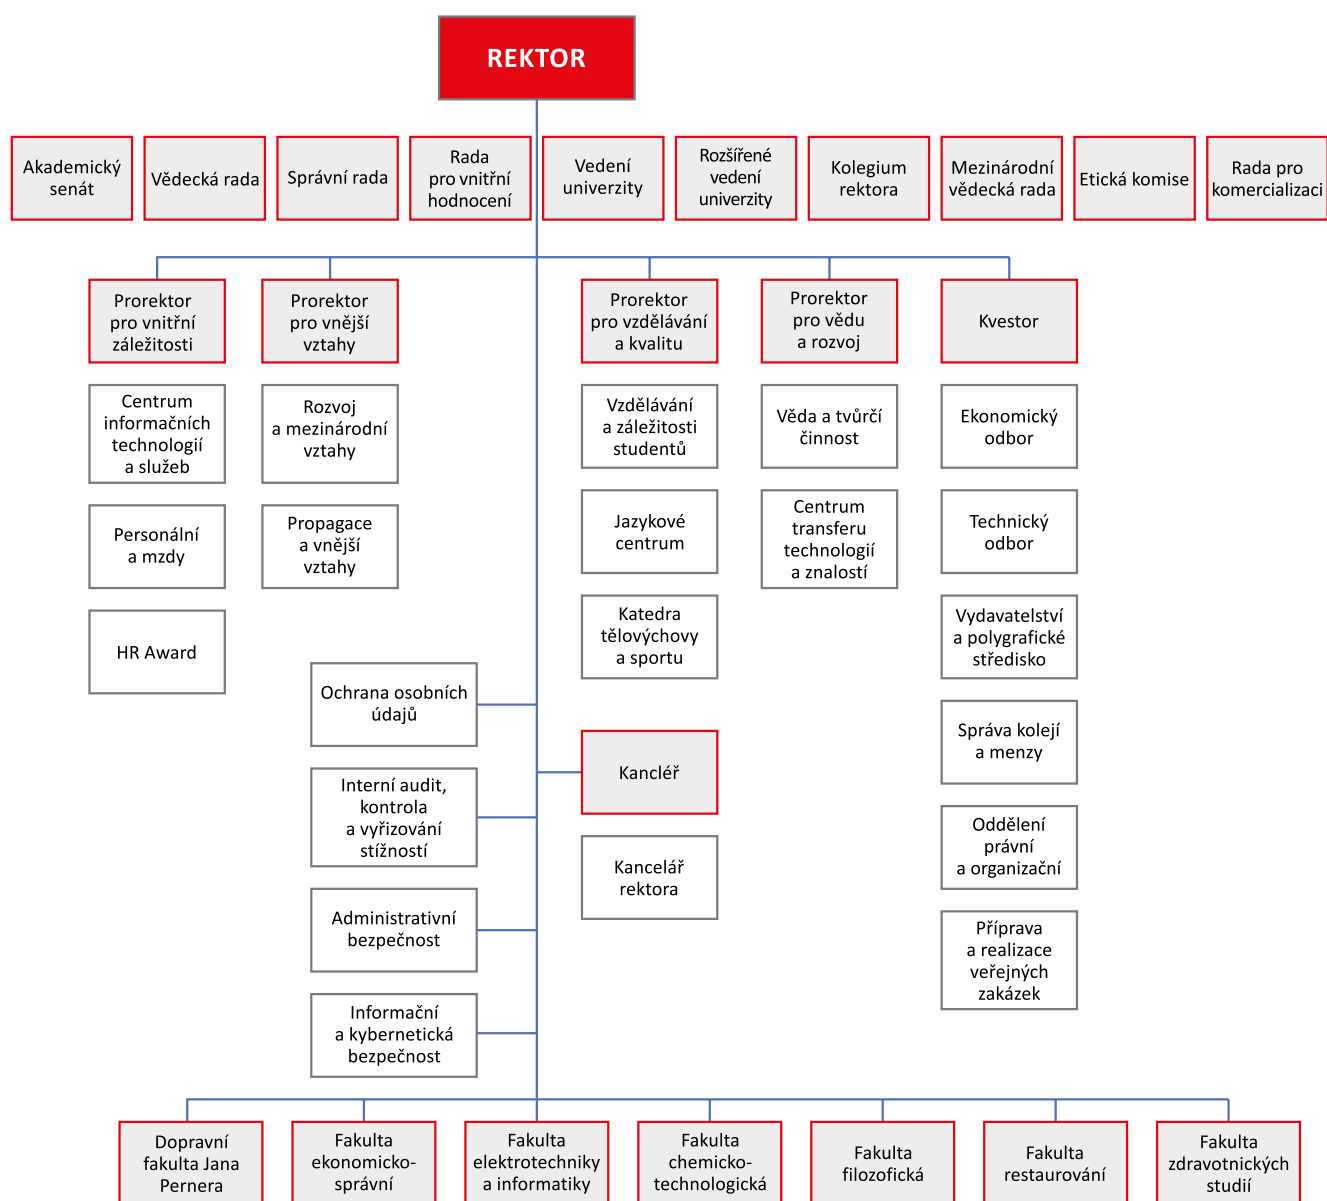 REKTOR
Akademický
senát
Vědecká rada
Správní rada
Rada
pro vnitřní
hodnocení
Vedení
univerzity
Rozšířené
vedení
univerzity
Kolegium
rektora
Mezinárodní
vědecká rada
Etická komise
Rada pro
komercializaci
Prorektor
pro vnitřní
záležitosti
Prorektor
pro vnější
vztahy
Prorektor
pro vzdělávání
a kvalitu
Prorektor
pro vědu
a rozvoj
Kvestor
Centrum
informačních
technologií
a služeb
Rozvoj
a mezinárodní
vztahy
Vzdělávání
a záležitosti
studentů
Věda a tvůrčí
činnost
Ekonomický
odbor
Personální
a mzdy
Propagace
a vnější
vztahy
Jazykové
centrum
Centrum
transferu
technologií
a znalostí
Technický
odbor
HR Award
Katedra
tělovýchovy
a sportu
Vydavatelství
a polygrafické
středisko
Ochrana osobních
údajů
Kancléř
Správa kolejí
a menzy
Interní audit,
kontrola
a vyřizování
stížností
Kancelář
rektora
Oddělení
právní
a organizační
Administrativní
bezpečnost
Příprava
a realizace
veřejných
zakázek
Informační
a kybernetická
bezpečnost
Dopravní
fakulta Jana
Pernera
Fakulta
ekonomicko-
správní
Fakulta
elektrotechniky
a informatiky
Fakulta
chemicko-
technologická
Fakulta
filozofická
Fakulta
restaurování
Fakulta
zdravotnických
studií